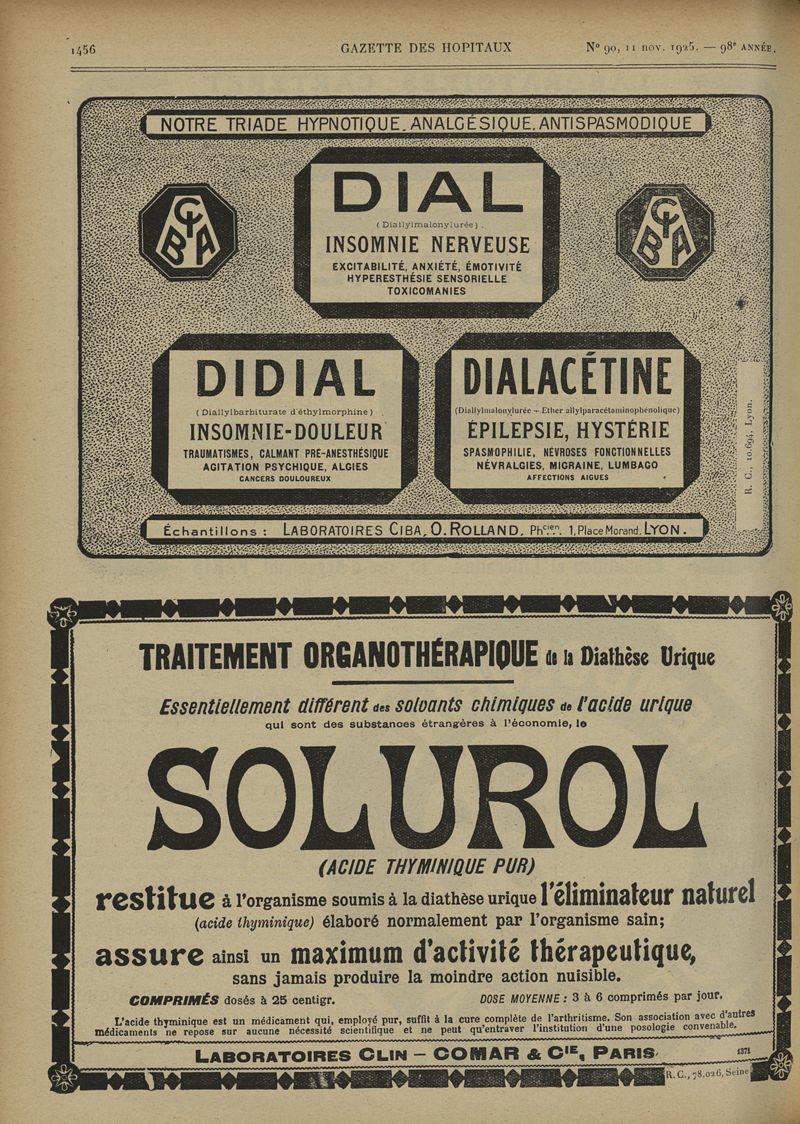 1456
GAZETTE DES HOPITAUX
N° 90, 11 nov. 1925. — 98e ANNÉE.
NOTRE TRIADE HYPNOTIQUE, ANALGÉSIQUE, ANTISPASMODIQUE
CIBA
DIAL
(Diallylmalonylurée).
INSOMNIE NERVEUSE
EXCITABILITÉ, ANXIÉTÉ, ÉMOTIVITÉ
HYPERESTHÉSIE SENSORIELLE
TOXICOMANIES
CIBA
DIDIAL
(Diallylbarbiturate d'éthylmorphine)
INSOMNIE-DOULEUR
TRAUMATISMES, CALMANT PRÉ-ANESTHÉSIQUE
AGITATION PSYCHIQUE, ALGIES
CANCERS DOULOUREUX
DIALACÉTINE
(Diallylmalonylurée - Ether allylparacétaminophénolique)
ÉPILEPSIE, HYSTÉRIE
SPASMOPHILIE, NÉVROSES FONCTIONNELLES
NÉVRALGIES, MIGRAINE, LUMBAGO
AFFECTIONS AIGUES
R. C., 10.694, Lyon.
Échantillons : LABORATOIRES CIBA, O. ROLLAND, Phcien. 1, Place Morand, LYON.
TRAITEMENT ORGANOTHÉRAPIQUE de la Diathèse Urique
Essentiellement différent des solvants chimiques de l'acide urique
qui sont des substances étrangères à l'économie, le
SOLUROL
(ACIDE THYMINIQUE PUR)
restitue à l'organisme soumis à la diathèse urique l'éliminateur naturel
(acide thyminique) élaboré normalement par l'organisme sain;
assure ainsi un maximum d'activité thérapeutique,
sans jamais produire la moindre action nuisible.
COMPRIMÉS dosés à 25 centigr.
DOSE MOYENNE : 3 à 6 comprimés par jour.
L'acide thyminique est un médicament qui, employé pur, suffit à la cure complète de l'arthritisme. Son association avec d'autres
médicaments ne repose sur aucune nécessité scientifique et ne peut qu'entraver l'institution d'une posologie convenable.
LABORATOIRES CLIN — COMAR & CIE, PARIS.
1371
R. C., 78.026, Seine